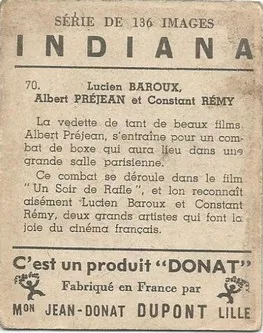 SÉRIE DE 136 IMAGES
INDIANA
70. Lucien BAROUX,
Albert PRÉJEAN et Constant RÉMY
La vedette de tant de beaux films
Albert Préjean, s'entraîne pour un com-
bat de boxe qui aura lieu dans une
grande salle parisienne.
Ce combat se déroule dans le film
"Un Soir de Rafle", et lon reconnaît
aisément Lucien Baroux et Constant
Rémy, deux grands artistes qui font la
joie du cinéma français.
C'est un produit "DONAT"
Fabriqué en France par
MON JEAN-DONAT DUPONT LILLE